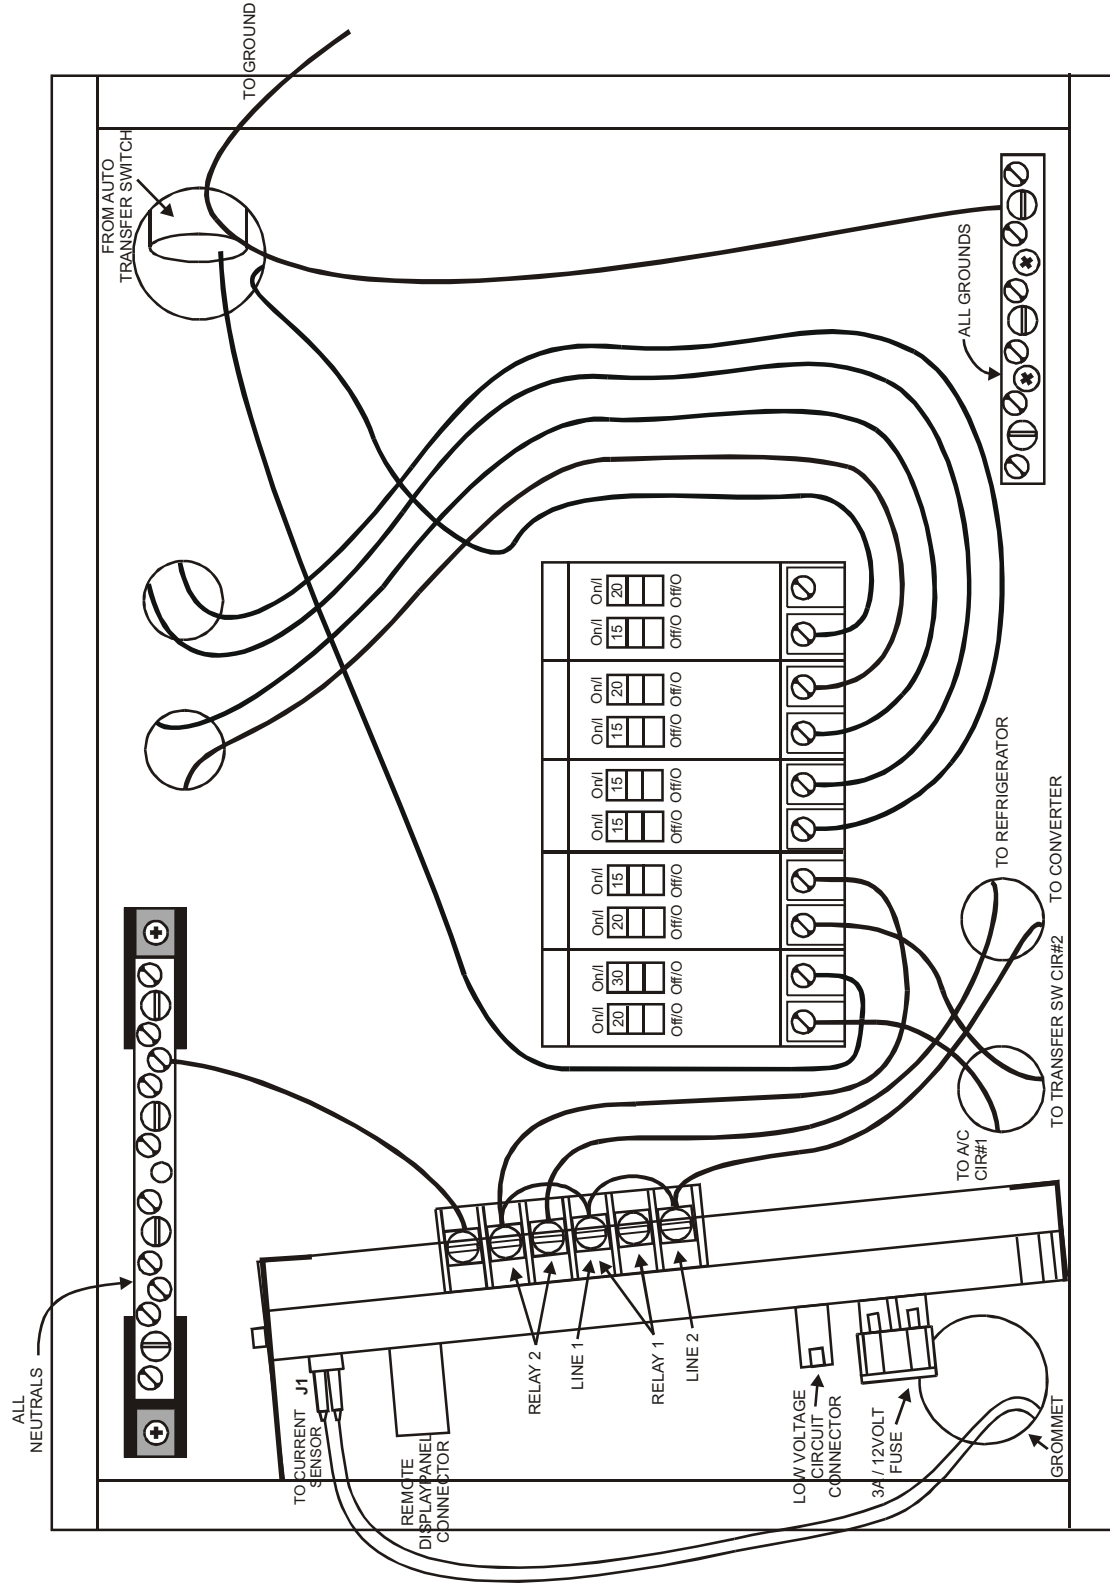 TO GROUND
FROM AUTO
TRANSFER SWITCH
ALL GROUNDS
On/I
20
Off/O
On/I
15
Off/O
On/I
20
Off/O
On/I
15
Off/O
On/I
15
Off/O
On/I
15
Off/O
On/I
15
Off/O
On/I
20
Off/O
On/I
30
Off/O
On/I
20
Off/O
TO REFRIGERATOR
TO CONVERTER
TO TRANSFER SW CIR#2
TO A/C
CIR#1
ALL
NEUTRALS
RELAY 2
LINE 1
RELAY 1
LINE 2
J1
TO CURRENT
SENSOR
REMOTE
DISPLAYPANEL
CONNECTOR
LOW VOLTAGE
CIRCUIT
CONNECTOR
3A / 12VOLT
FUSE
GROMMET